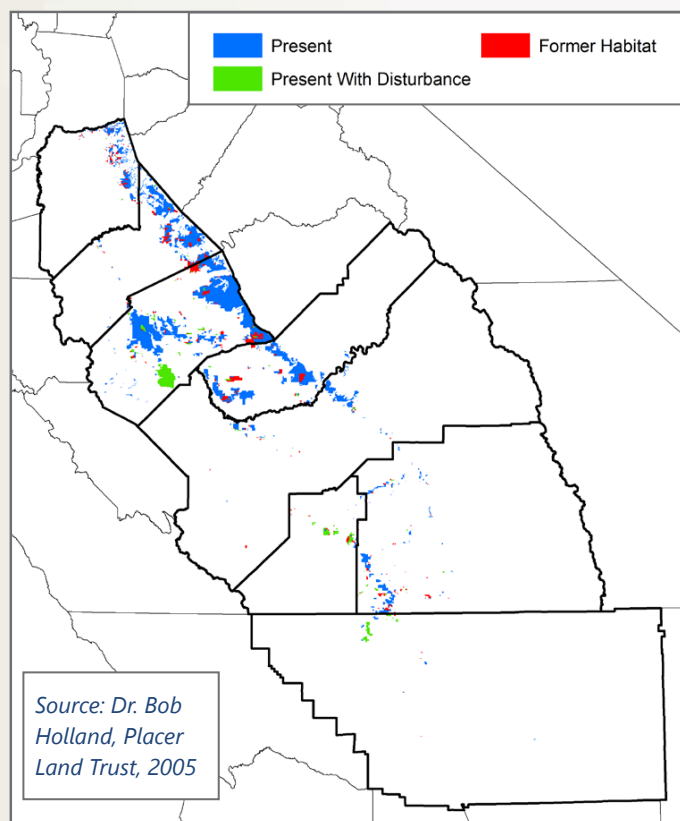 Present
Former Habitat
Present With Disturbance
Source: Dr. Bob
Holland, Placer
Land Trust, 2005